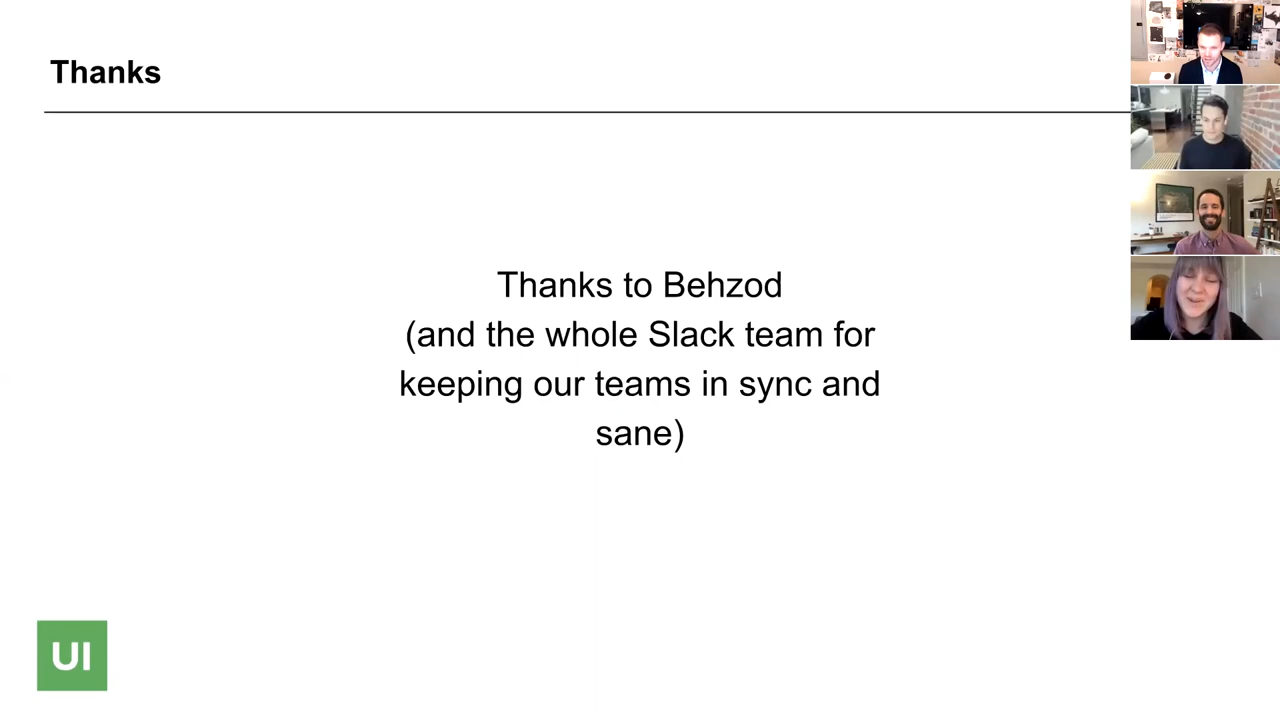 Thanks
Thanks to Behzod
(and the whole Slack team for
keeping our teams in sync and
sane)
UI